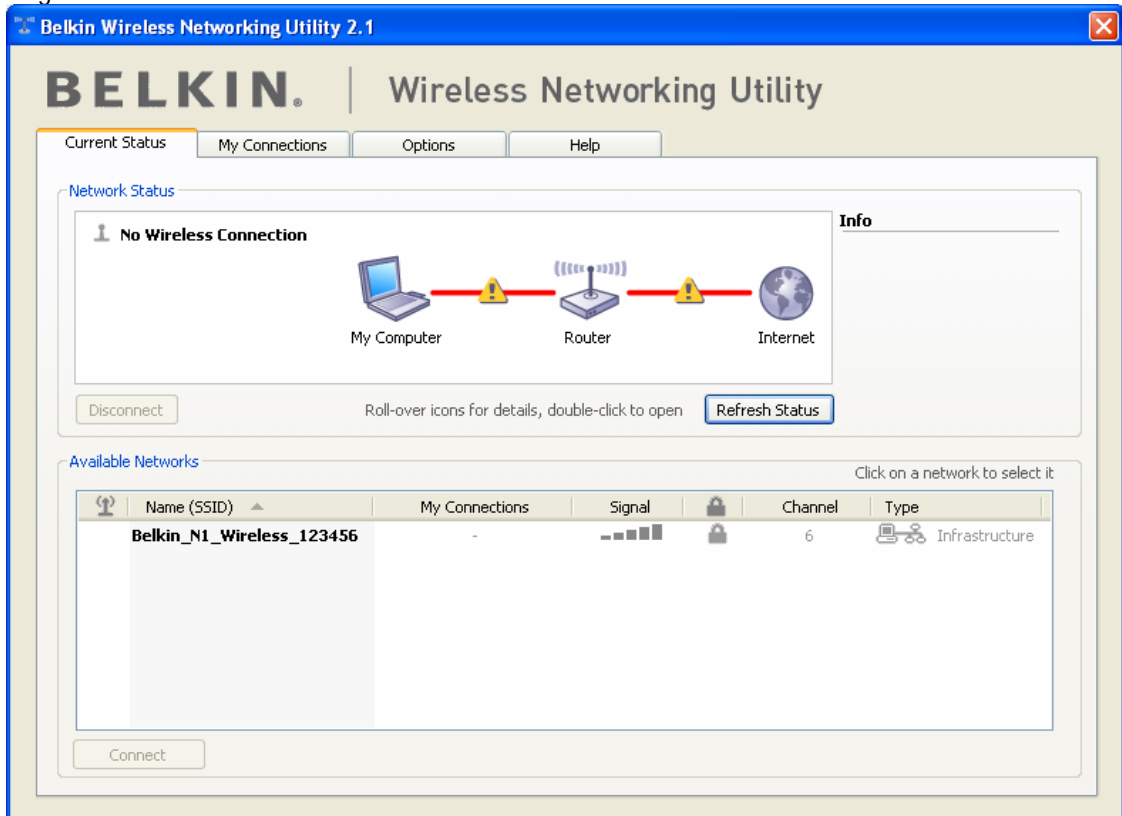 Belkin Wireless Networking Utility 2.1
BELKIN® | Wireless Networking Utility
Current Status My Connections Options Help
Network Status
No Wireless Connection
Info
My Computer Router Internet
Disconnect Roll-over icons for details, double-click to open Refresh Status
Available Networks
Click on a network to select it
Name (SSID) My Connections Signal Channel Type
Belkin_N1_Wireless_123456 - 6 Infrastructure
Connect